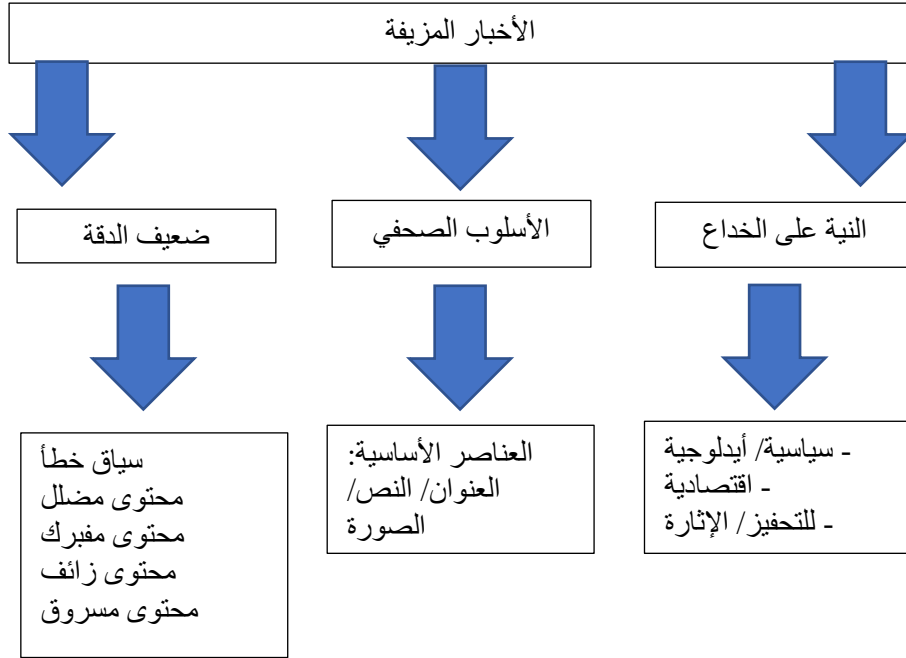 الأخبار المزيفة
النية على الخداع
الأسلوب الصحفي
ضعيف الدقة
- سياسية/ أيدلوجية
- اقتصادية
- للتحفيز/ الإثارة
العناصر الأساسية:
العنوان/ النص/
الصورة
سياق خطأ
محتوى مضلل
محتوى مفبرك
محتوى زائف
محتوى مسروق